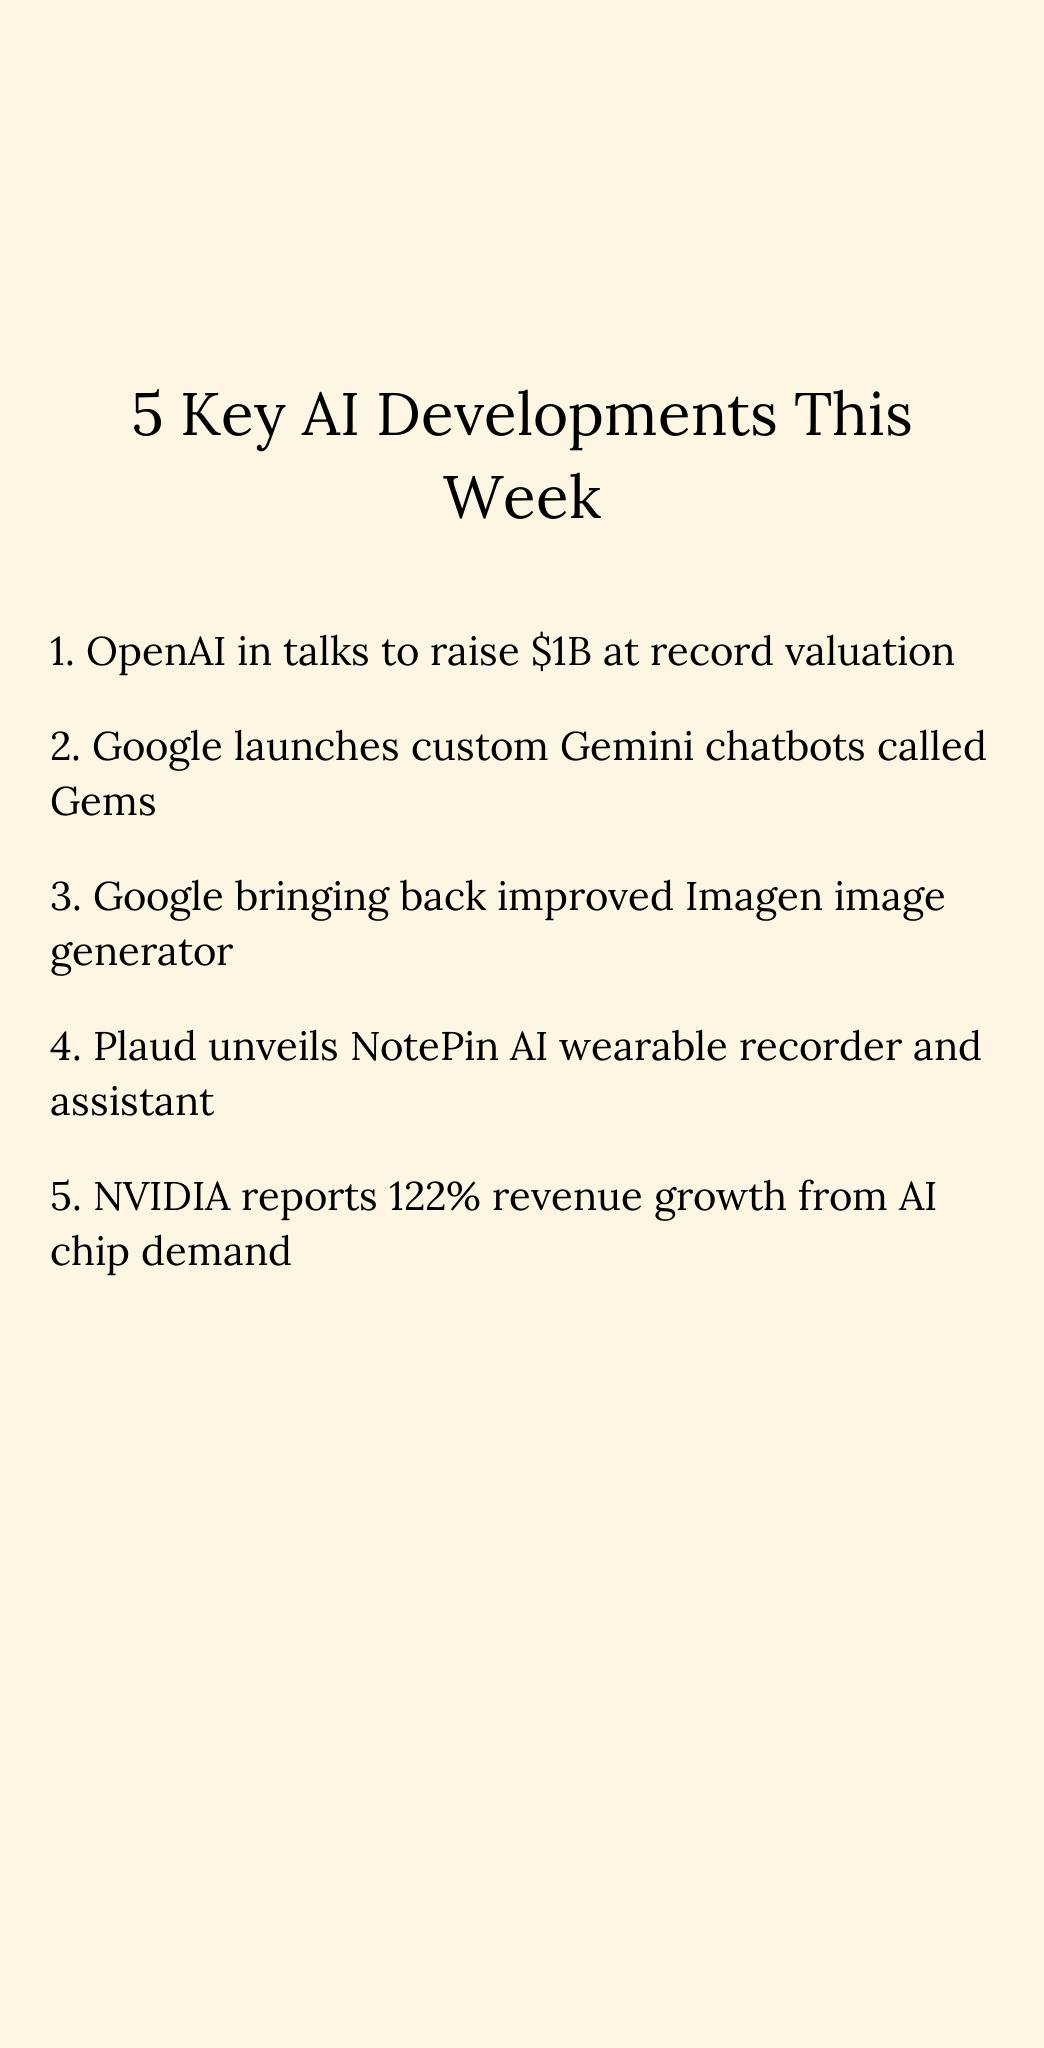 5 Key AI Developments This
Week
1. OpenAI in talks to raise $1B at record valuation
2. Google launches custom Gemini chatbots called
Gems
3. Google bringing back improved Imagen image
generator
4. Plaud unveils NotePin AI wearable recorder and
assistant
5. NVIDIA reports 122% revenue growth from AI
chip demand